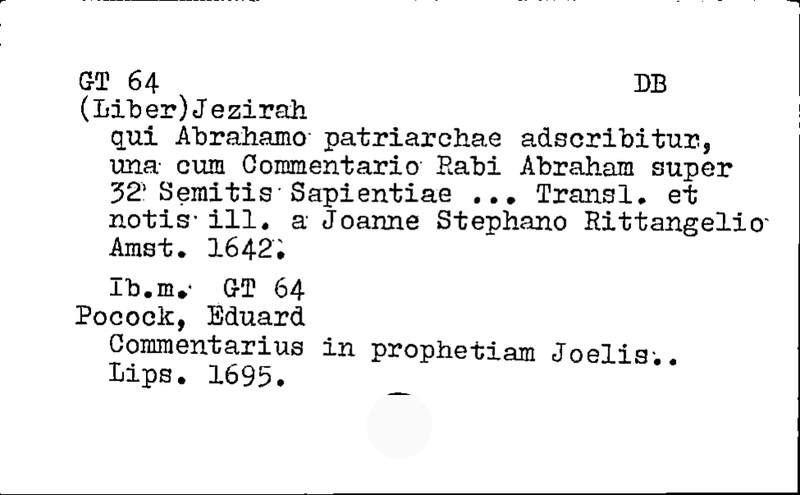 GT 64 DB
(Liber)Jezirah
qui Abrahamo patriarchae adscribitur,
una cum Commentario Rabi Abraham super
32 Semitis Sapientiae ... Transl. et
notis ill. a Joanne Stephano Rittangelio
Amst. 1642.
Ib.m. GT 64
Pocock, Eduard
Commentarius in prophetiam Joelis..
Lips. 1695.